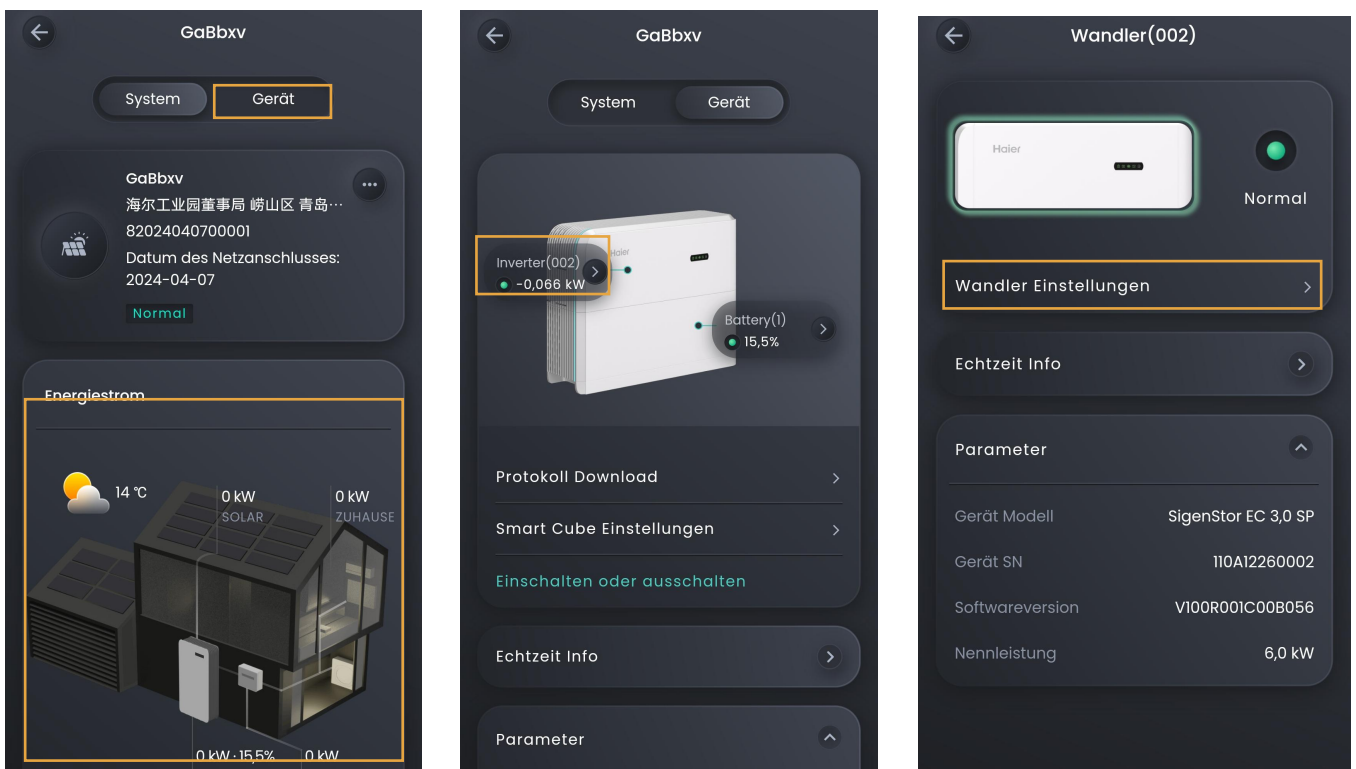 GaBbxv
System
Gerät
GaBbxv
海尔工业园董事局 崂山区 青岛…
82024040700001
Datum des Netzanschlusses:
2024-04-07
Normal
Energiestrom
14 °C
0 kW
SOLAR
0 kW
ZUHAUSE
0 kW · 15,5%
0 kW
GaBbxv
System
Gerät
Haier
Inverter(002)
-0,066 kW
Battery(1)
15,5%
Protokoll Download
Smart Cube Einstellungen
Einschalten oder ausschalten
Echtzeit Info
Parameter
Wandler(002)
Haier
Normal
Wandler Einstellungen
Echtzeit Info
Parameter
Gerät Modell
SigenStor EC 3,0 SP
Gerät SN
110A12260002
Softwareversion
V100R001C00B056
Nennleistung
6,0 kW